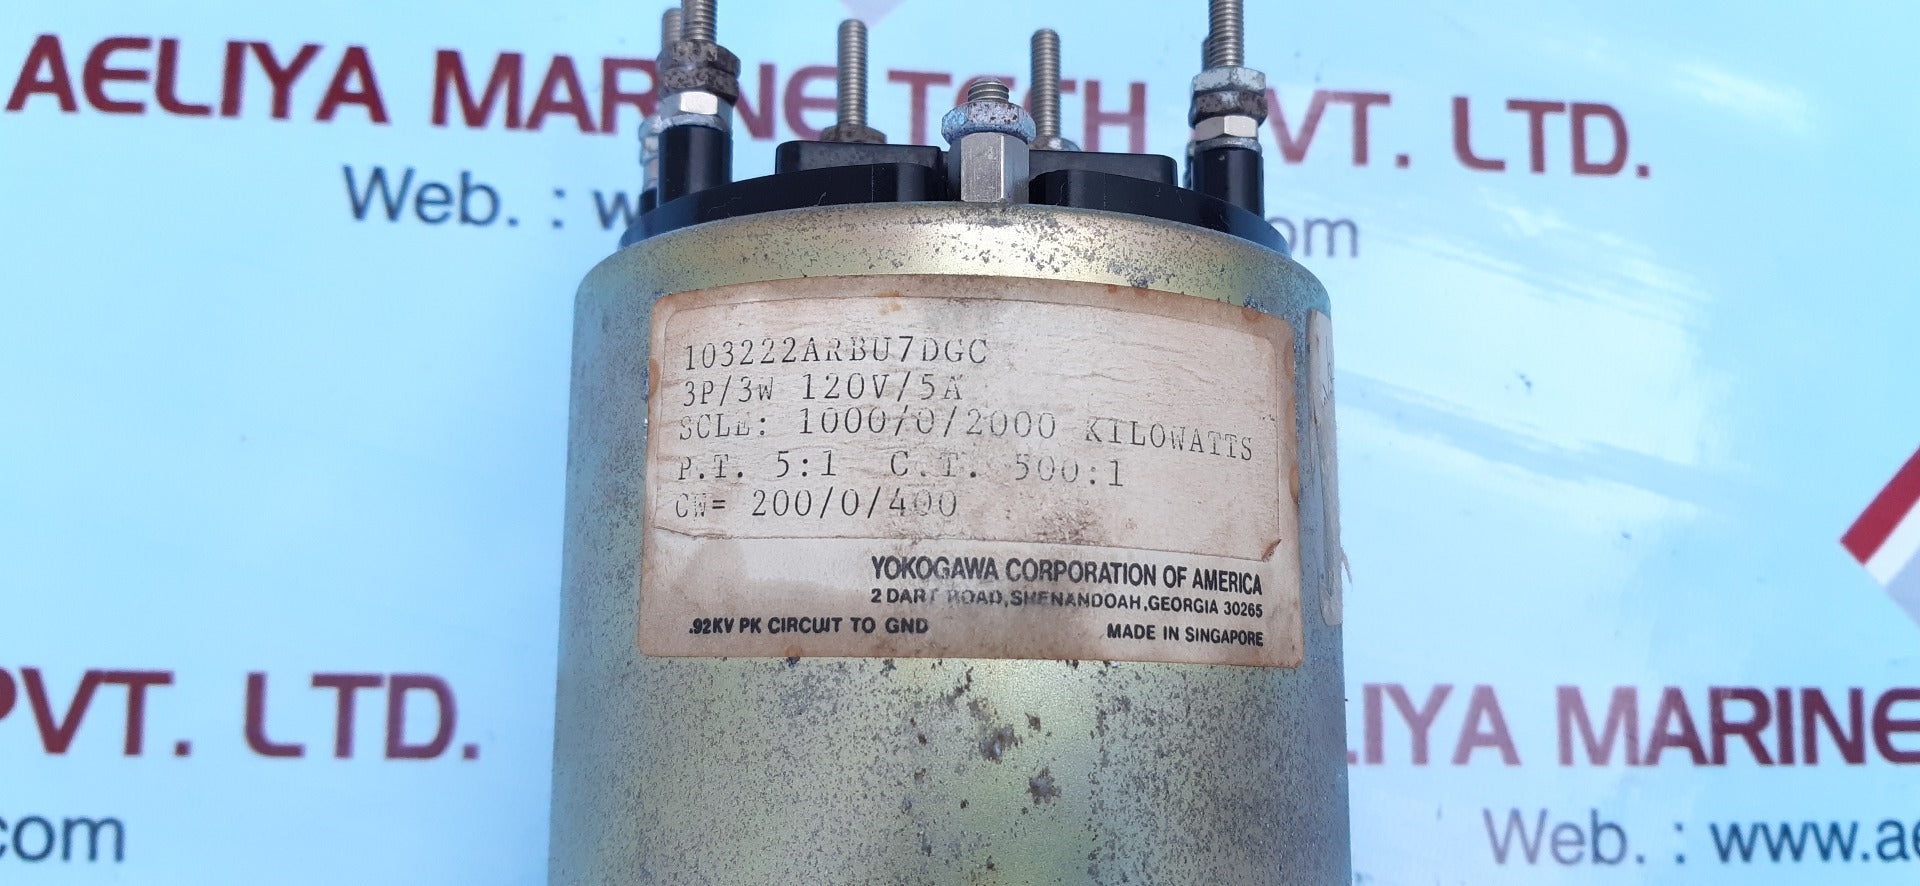 AELIYA MARINE TECH PVT. LTD.
Web. : w
om
103222ARBU7DGC
3P/3W 120V/5A
SCLE: 1000/0/2000 KILOWATTS
P.T. 5:1 C.T. 500:1
CW= 200/0/400
YOKOGAWA CORPORATION OF AMERICA
2 DART ROAD,SHENANDOAH,GEORGIA 30265
.92KV PK CIRCUIT TO GND MADE IN SINGAPORE
PVT. LTD.
LIYA MARINE
com
Web. : www.ae